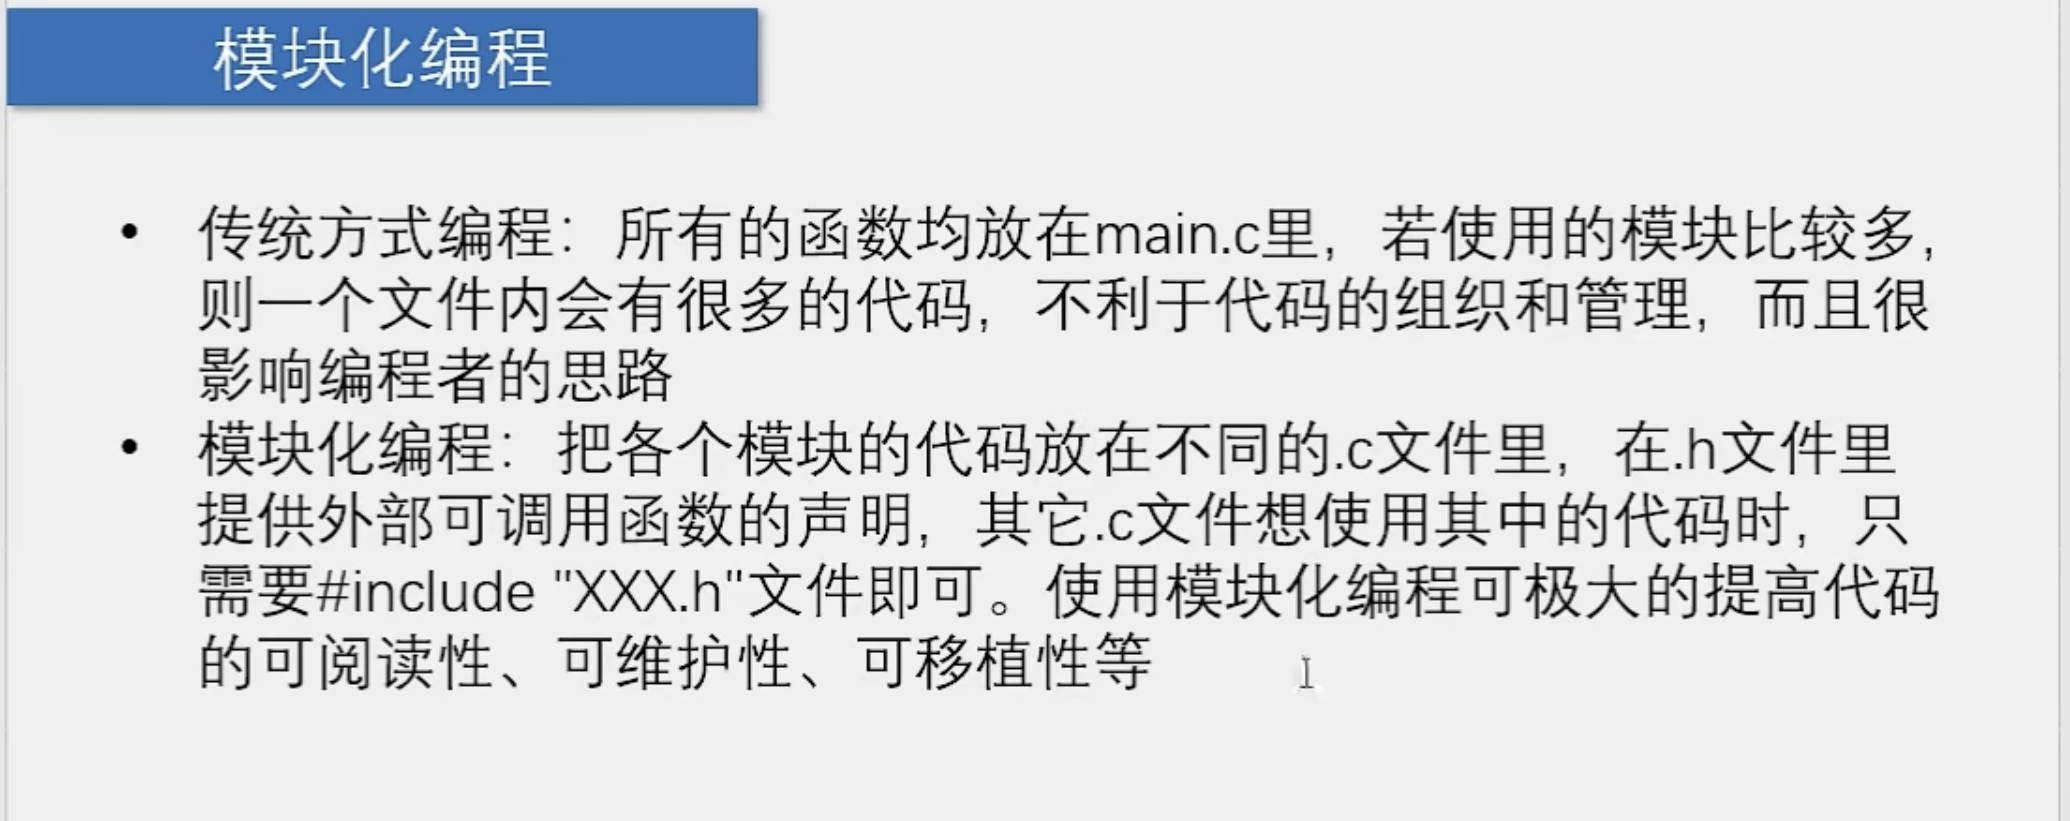 模块化编程
• 传统方式编程：所有的函数均放在main.c里，若使用的模块比较多，
则一个文件内会有很多的代码，不利于代码的组织和管理，而且很
影响编程者的思路
• 模块化编程：把各个模块的代码放在不同的.c文件里，在.h文件里
提供外部可调用函数的声明，其它.c文件想使用其中的代码时，只
需要#include "XXX.h"文件即可。使用模块化编程可极大的提高代码
的可阅读性、可维护性、可移植性等